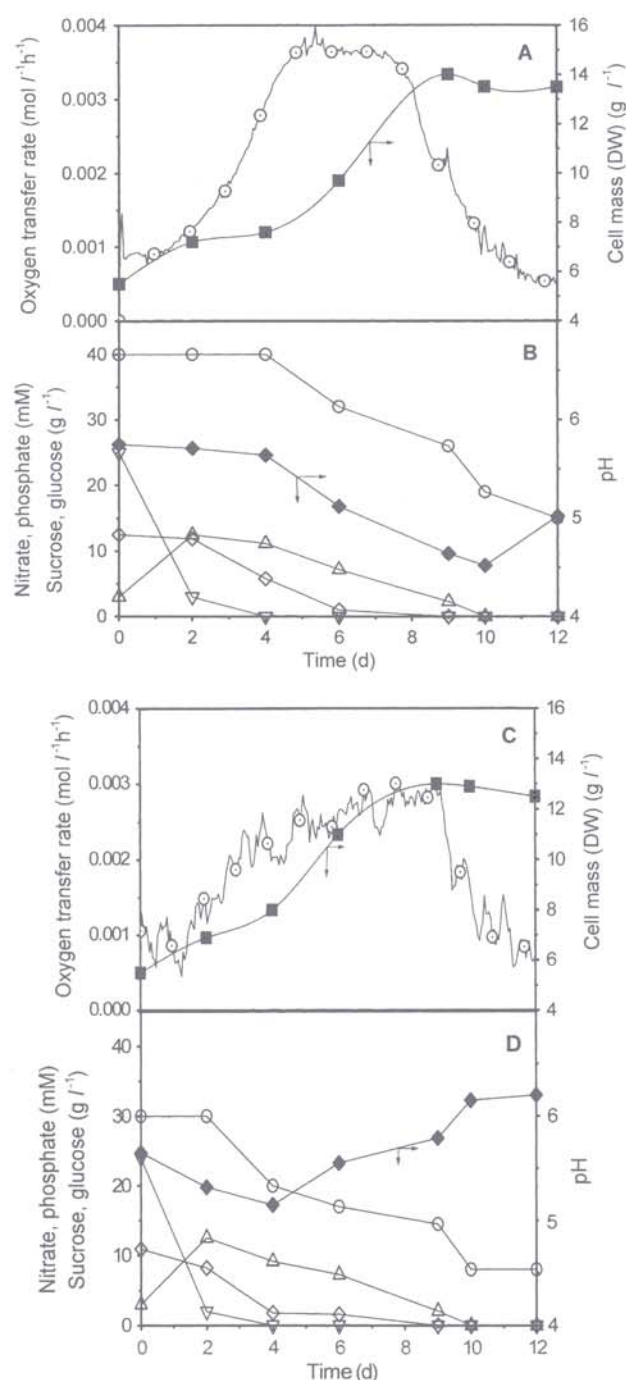 A
Oxygen transfer rate (mol l⁻¹h⁻¹)
0.004
0.003
0.002
0.001
0.000
16
14
12
10
8
6
4
Cell mass (DW) (g l⁻¹)
B
Nitrate, phosphate (mM)
Sucrose, glucose (g l⁻¹)
40
30
20
10
0
6
5
4
pH
0 2 4 6 8 10 12
Time (d)
C
Oxygen transfer rate (mol l⁻¹h⁻¹)
0.004
0.003
0.002
0.001
0.000
16
14
13
11
10
8
6
4
Cell mass (DW) (g l⁻¹)
D
Nitrate, phosphate (mM)
Sucrose, glucose (g l⁻¹)
40
30
20
10
0
6
5
4
pH
0 2 4 6 8 10 12
Time (d)